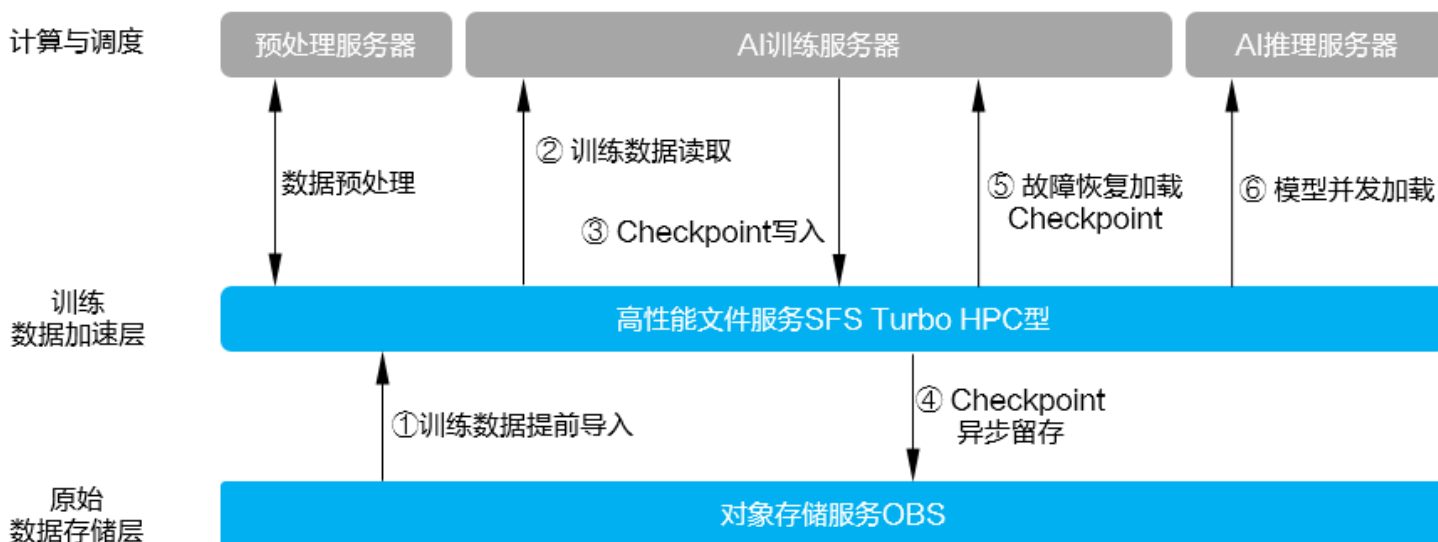 计算与调度
预处理服务器
AI训练服务器
AI推理服务器
数据预处理
② 训练数据读取
③ Checkpoint写入
⑤ 故障恢复加载
Checkpoint
⑥ 模型并发加载
训练
数据加速层
高性能文件服务SFS Turbo HPC型
①训练数据提前导入
④ Checkpoint
异步留存
原始
数据存储层
对象存储服务OBS